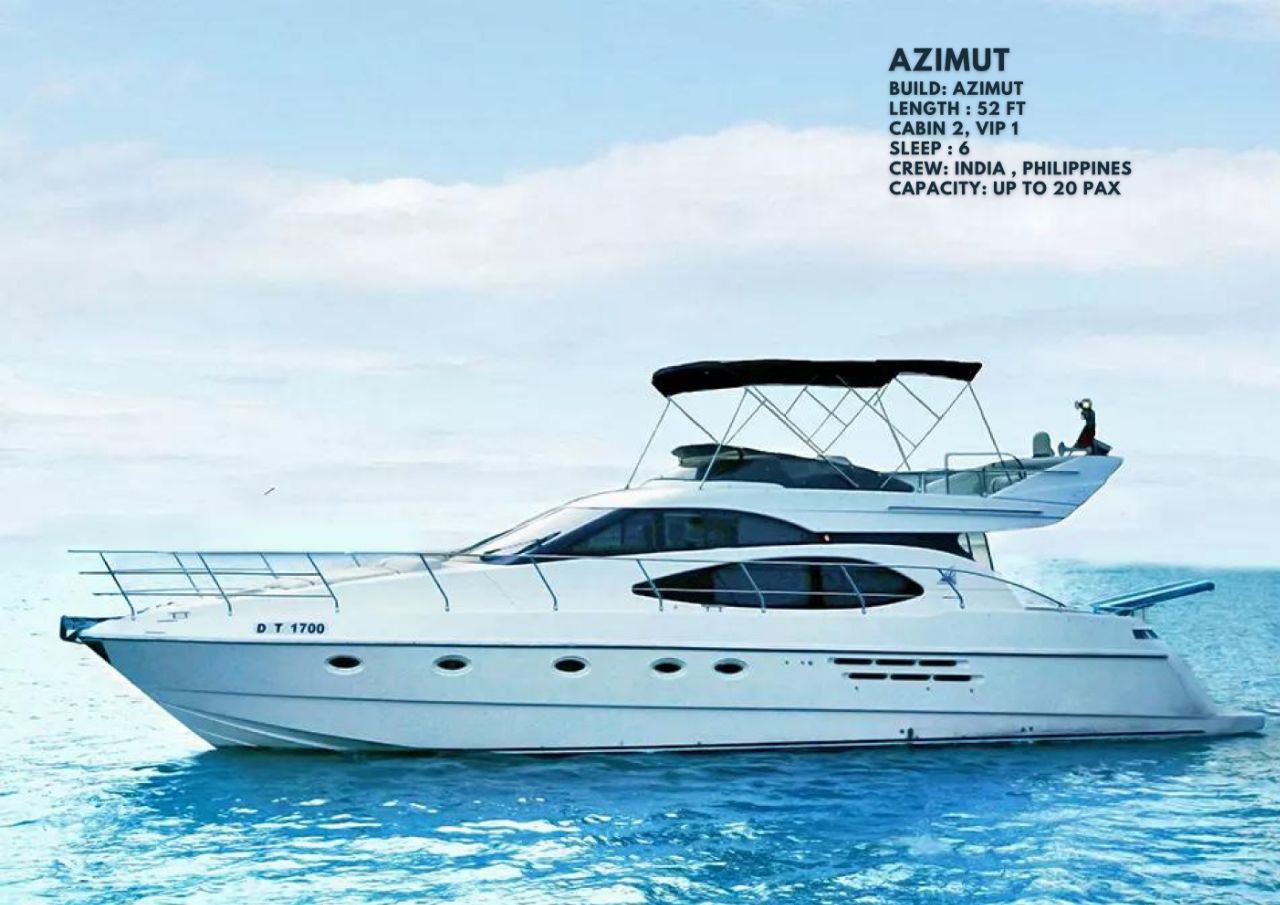 AZIMUT
BUILD: AZIMUT
LENGTH : 52 FT
CABIN 2, VIP 1
SLEEP : 6
CREW: INDIA , PHILIPPINES
CAPACITY: UP TO 20 PAX
D T 1700